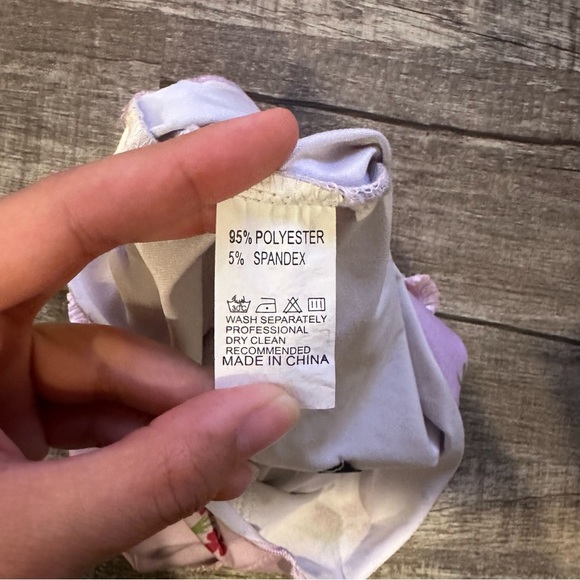 95% POLYESTER
5% SPANDEX
WASH SEPARATELY
PROFESSIONAL
DRY CLEAN
RECOMMENDED
MADE IN CHINA